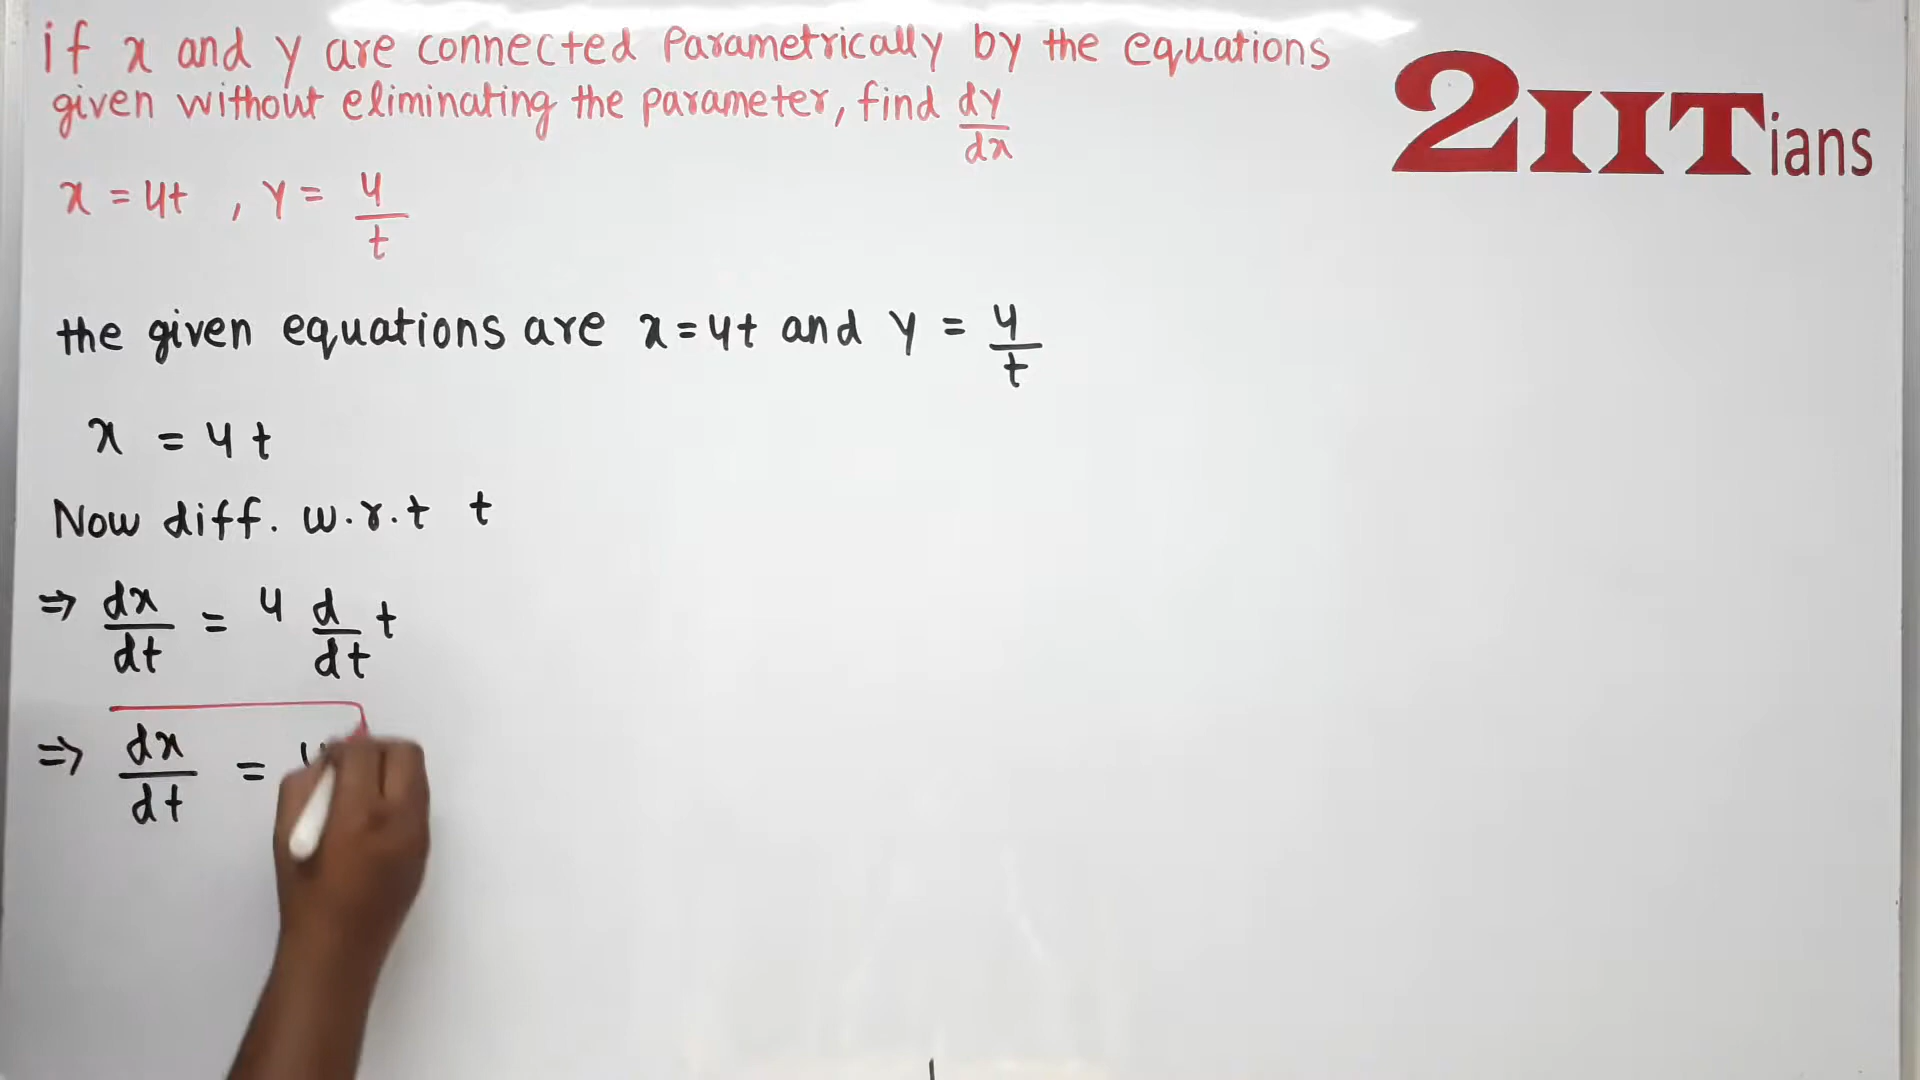 if x and y are connected Parametrically by the equations
given without eliminating the parameter, find dy/dx
x = 4t , y = 4/t
2IITians
the given equations are x = 4t and y = 4/t
x = 4t
Now diff. w.r.t t
⇒ dx/dt = 4 d/dt t
⇒ dx/dt =